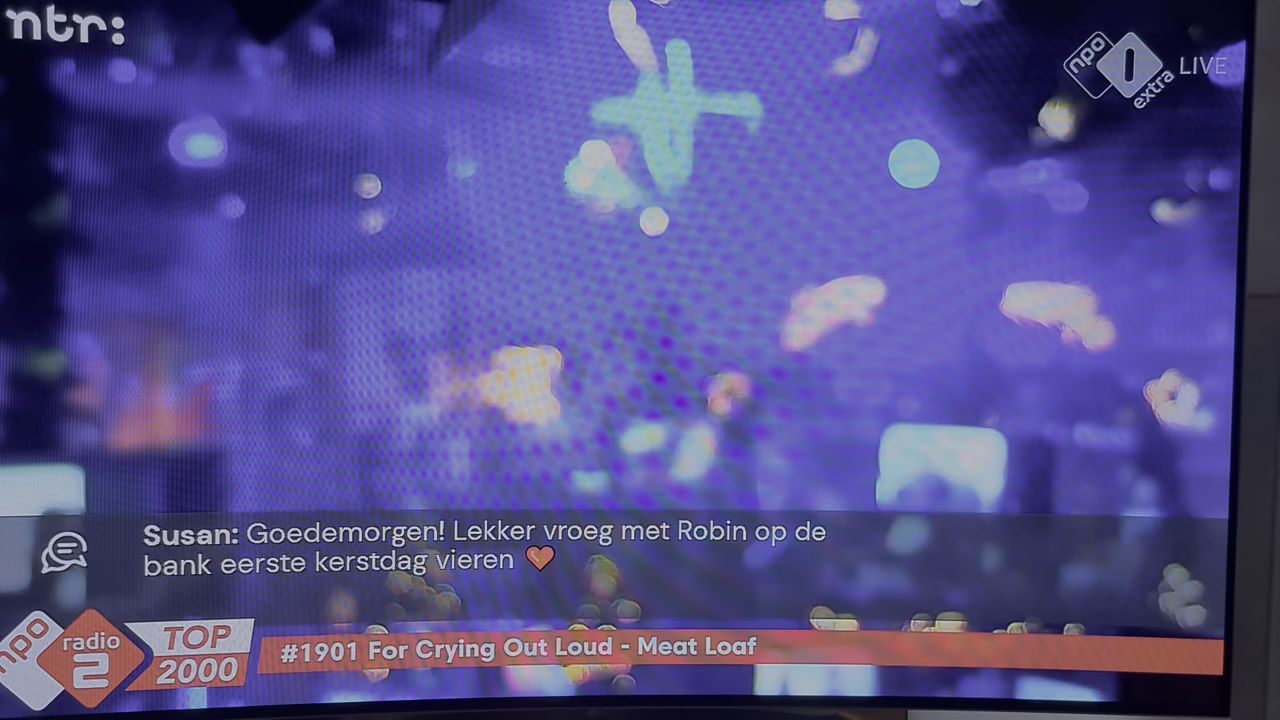 ntr:
npo 1 extra LIVE
Susan: Goedemorgen! Lekker vroeg met Robin op de
bank eerste kerstdag vieren
npo radio 2 TOP 2000
#1901 For Crying Out Loud - Meat Loaf